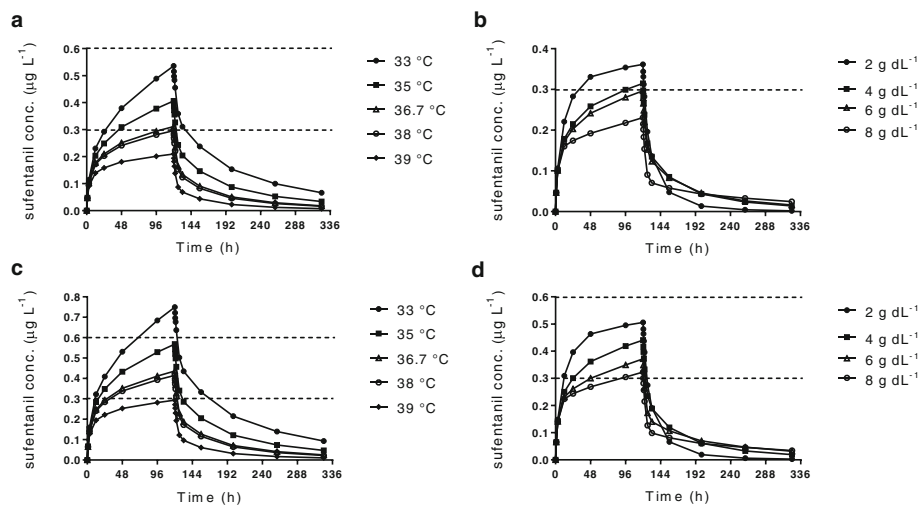 a
sufentanil conc. (µg L⁻¹)
0.6
0.5
0.4
0.3
0.2
0.1
0.0
0 48 96 144 192 240 288 336
Time (h)
33 °C
35 °C
36.7 °C
38 °C
39 °C
b
sufentanil conc. (µg L⁻¹)
0.4
0.3
0.2
0.1
0.0
0 48 96 144 192 240 288 336
Time (h)
2 g dL⁻¹
4 g dL⁻¹
6 g dL⁻¹
8 g dL⁻¹
c
sufentanil conc. (µg L⁻¹)
0.8
0.7
0.6
0.5
0.4
0.3
0.2
0.1
0.0
0 48 96 144 192 240 288 336
Time (h)
33 °C
35 °C
36.7 °C
38 °C
39 °C
d
sufentanil conc. (µg L⁻¹)
0.6
0.5
0.4
0.3
0.2
0.1
0.0
0 48 96 144 192 240 288 336
Time (h)
2 g dL⁻¹
4 g dL⁻¹
6 g dL⁻¹
8 g dL⁻¹